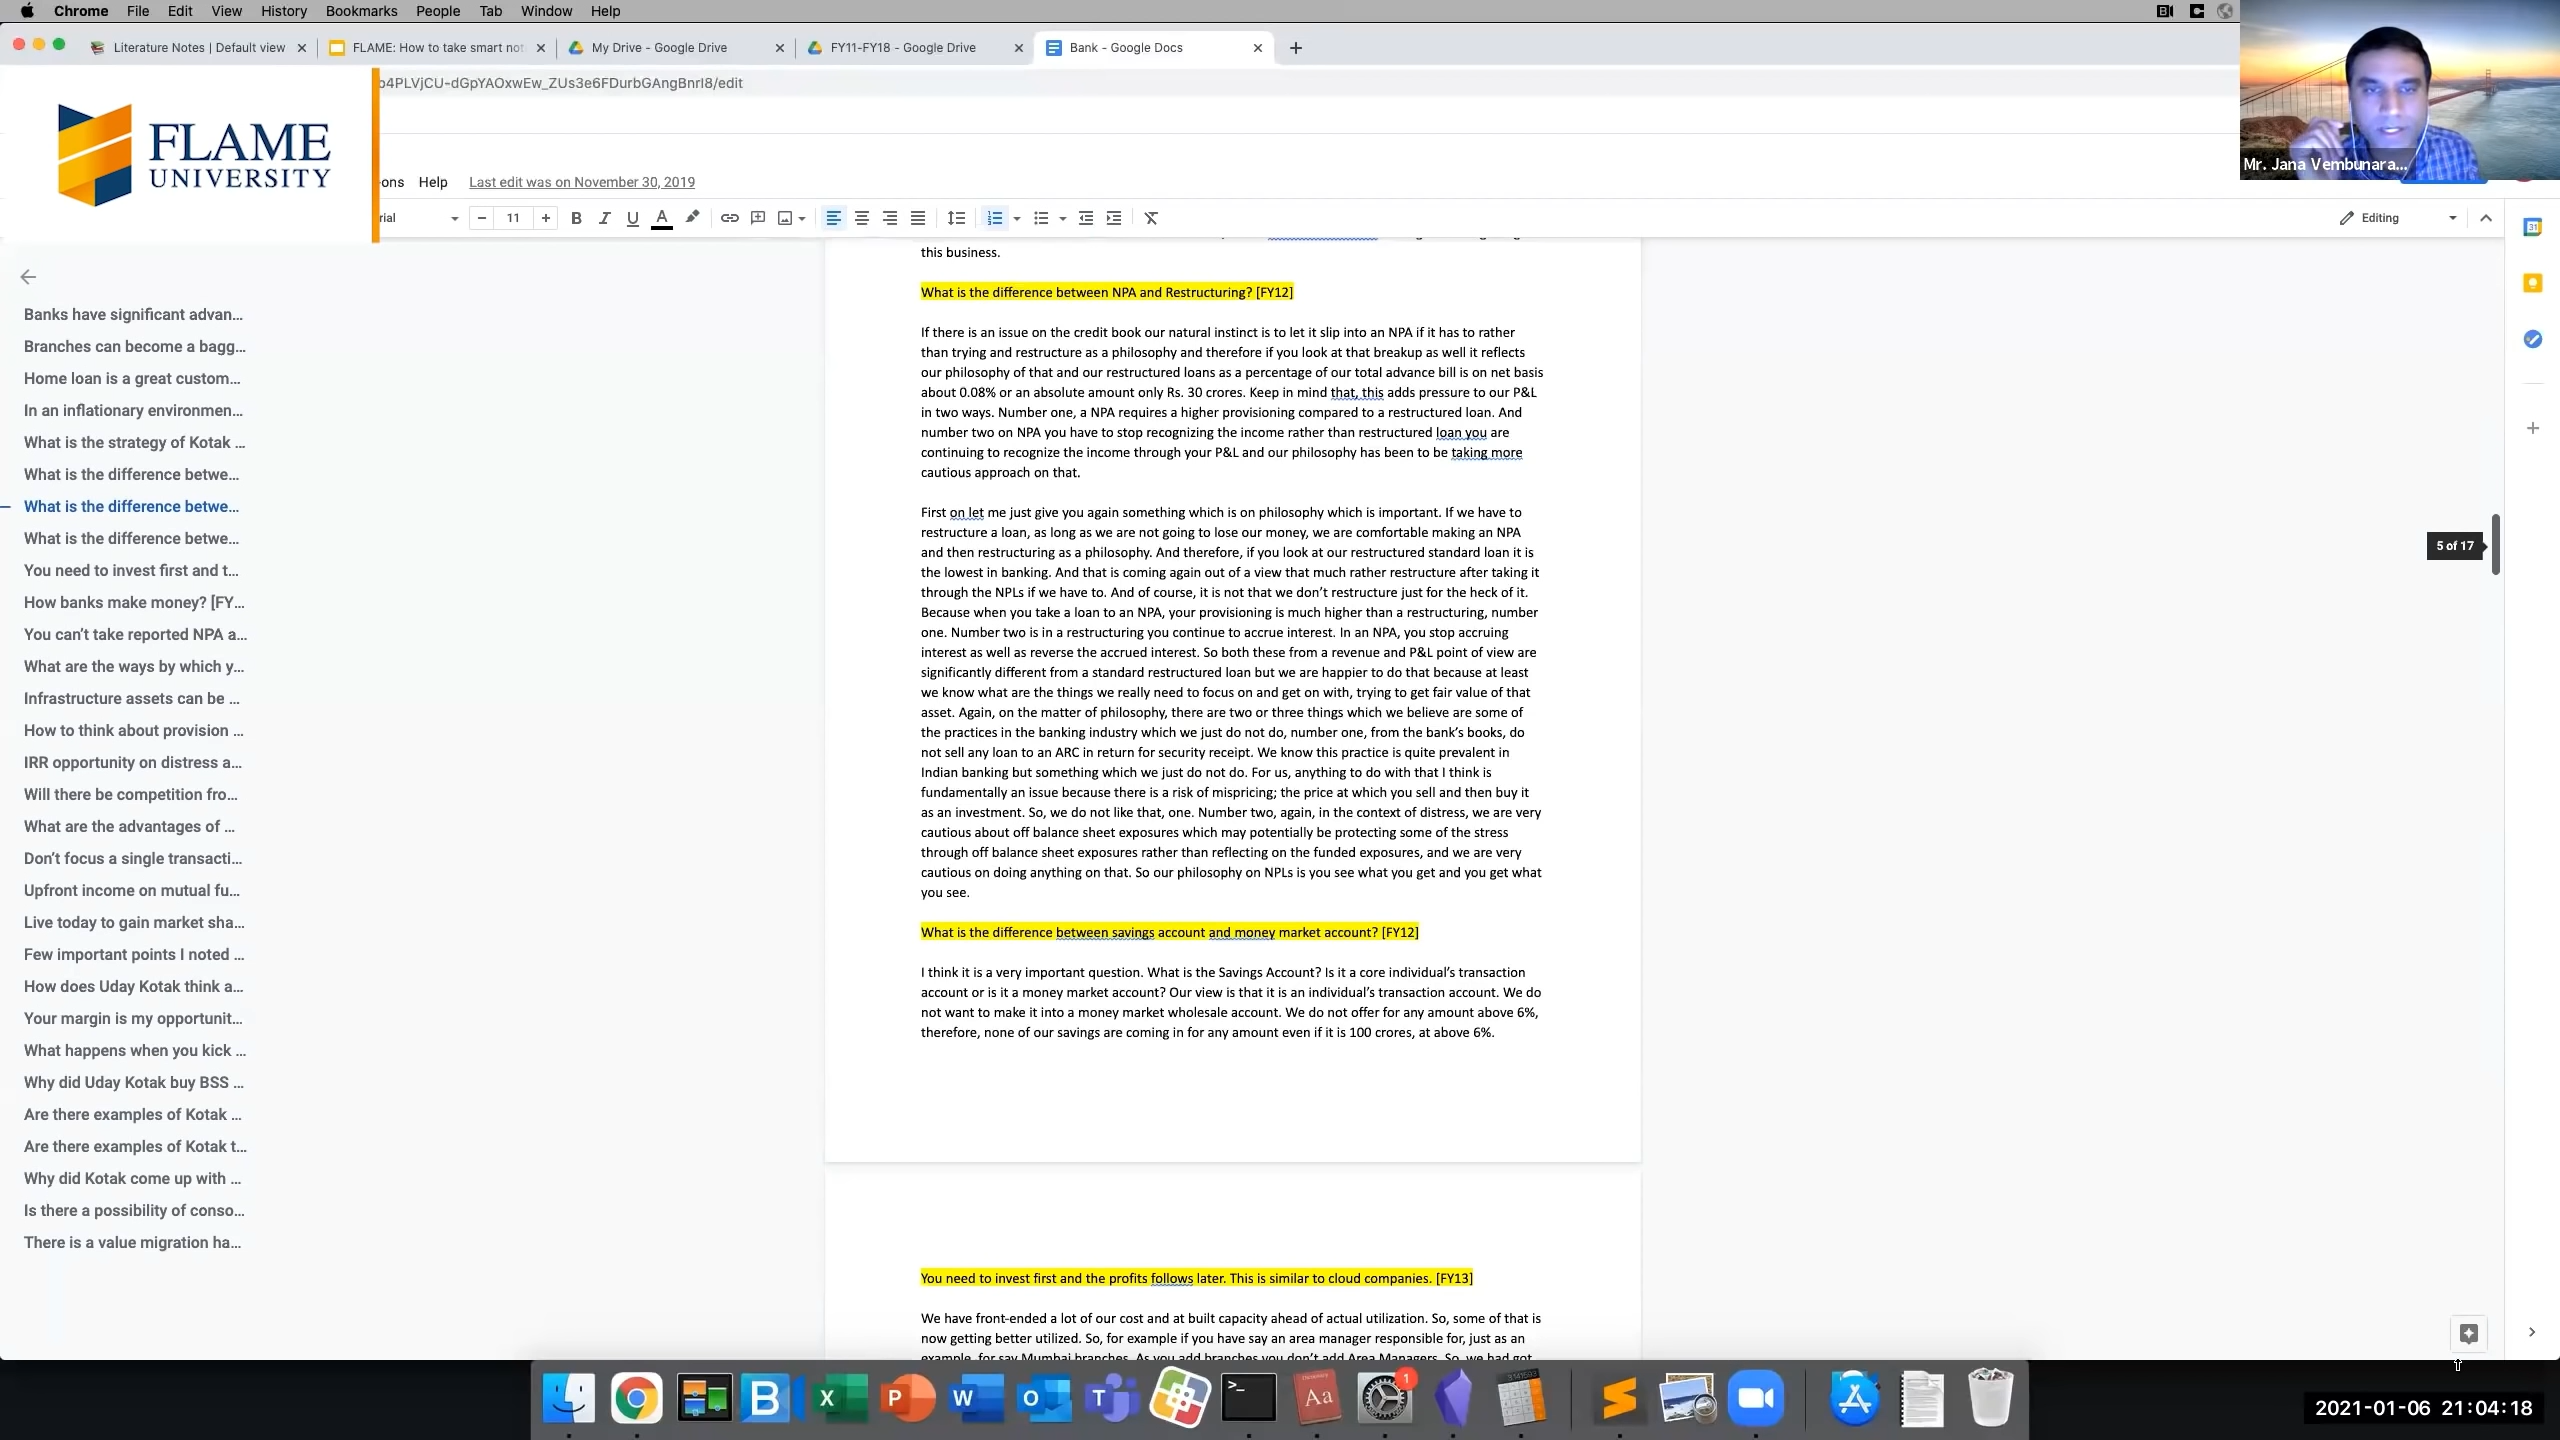 Chrome File Edit View History Bookmarks People Tab Window Help
Literature Notes | Default view
FLAME: How to take smart not
My Drive - Google Drive
FY11-FY18 - Google Drive
Bank - Google Docs
b4PLVjCU-dGpYAOxwEw_ZUs3e6FDurbGAngBnrI8/edit
FLAME
UNIVERSITY
Mr. Jana Vembunara...
-ons Help Last edit was on November 30, 2019
rial 11 Editing
Banks have significant advan...
Branches can become a bagg...
Home loan is a great custom...
In an inflationary environmen...
What is the strategy of Kotak ...
What is the difference betwe...
What is the difference betwe...
What is the difference betwe...
You need to invest first and t...
How banks make money? [FY...
You can't take reported NPA a...
What are the ways by which y...
Infrastructure assets can be ...
How to think about provision ...
IRR opportunity on distress a...
Will there be competition fro...
What are the advantages of ...
Don't focus a single transacti...
Upfront income on mutual fu...
Live today to gain market sha...
Few important points I noted ...
How does Uday Kotak think a...
Your margin is my opportunit...
What happens when you kick ...
Why did Uday Kotak buy BSS ...
Are there examples of Kotak ...
Are there examples of Kotak t...
Why did Kotak come up with ...
Is there a possibility of conso...
There is a value migration ha...
this business.
What is the difference between NPA and Restructuring? [FY12]
If there is an issue on the credit book our natural instinct is to let it slip into an NPA if it has to rather
than trying and restructure as a philosophy and therefore if you look at that breakup as well it reflects
our philosophy of that and our restructured loans as a percentage of our total advance bill is on net basis
about 0.08% or an absolute amount only Rs. 30 crores. Keep in mind that, this adds pressure to our P&L
in two ways. Number one, a NPA requires a higher provisioning compared to a restructured loan. And
number two on NPA you have to stop recognizing the income rather than restructured loan you are
continuing to recognize the income through your P&L and our philosophy has been to be taking more
cautious approach on that.
First on let me just give you again something which is on philosophy which is important. If we have to
restructure a loan, as long as we are not going to lose our money, we are comfortable making an NPA
and then restructuring as a philosophy. And therefore, if you look at our restructured standard loan it is
the lowest in banking. And that is coming again out of a view that much rather restructure after taking it
through the NPLs if we have to. And of course, it is not that we don't restructure just for the heck of it.
Because when you take a loan to an NPA, your provisioning is much higher than a restructuring, number
one. Number two is in a restructuring you continue to accrue interest. In an NPA, you stop accruing
interest as well as reverse the accrued interest. So both these from a revenue and P&L point of view are
significantly different from a standard restructured loan but we are happier to do that because at least
we know what are the things we really need to focus on and get on with, trying to get fair value of that
asset. Again, on the matter of philosophy, there are two or three things which we believe are some of
the practices in the banking industry which we just do not do, number one, from the bank's books, do
not sell any loan to an ARC in return for security receipt. We know this practice is quite prevalent in
Indian banking but something which we just do not do. For us, anything to do with that I think is
fundamentally an issue because there is a risk of mispricing; the price at which you sell and then buy it
as an investment. So, we do not like that, one. Number two, again, in the context of distress, we are very
cautious about off balance sheet exposures which may potentially be protecting some of the stress
through off balance sheet exposures rather than reflecting on the funded exposures, and we are very
cautious on doing anything on that. So our philosophy on NPLs is you see what you get and you get what
you see.
What is the difference between savings account and money market account? [FY12]
I think it is a very important question. What is the Savings Account? Is it a core individual's transaction
account or is it a money market account? Our view is that it is an individual's transaction account. We do
not want to make it into a money market wholesale account. We do not offer for any amount above 6%,
therefore, none of our savings are coming in for any amount even if it is 100 crores, at above 6%.
You need to invest first and the profits follows later. This is similar to cloud companies. [FY13]
We have front-ended a lot of our cost and at built capacity ahead of actual utilization. So, some of that is
now getting better utilized. So, for example if you have say an area manager responsible for, just as an
example, for say Mumbai branches. As you add branches you don't add Area Managers. So, we had got
5 of 17
2021-01-06 21:04:18